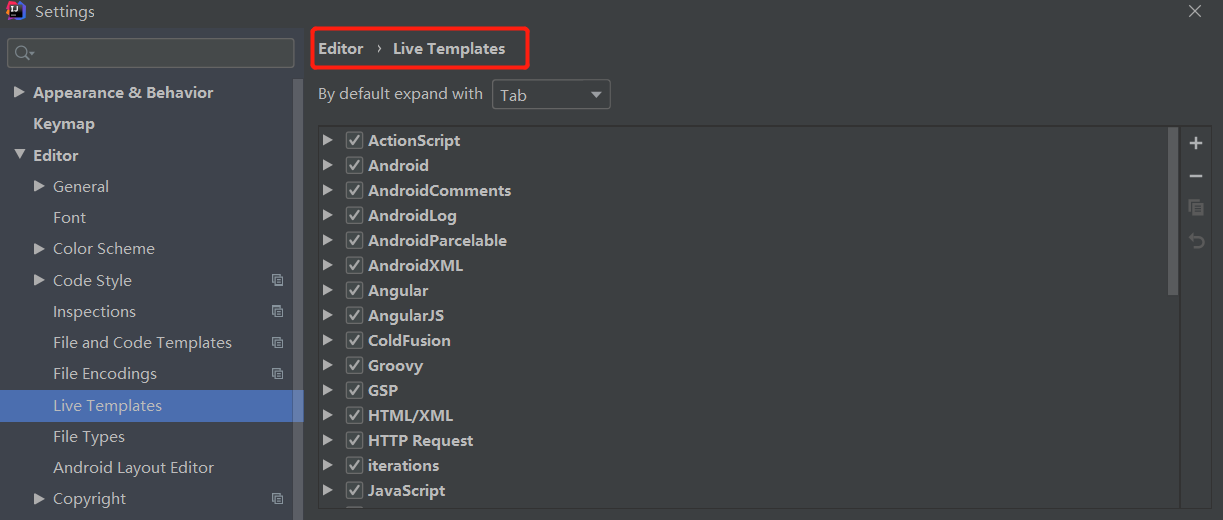 Settings
Editor › Live Templates
By default expand with Tab
Appearance & Behavior
Keymap
Editor
General
Font
Color Scheme
Code Style
Inspections
File and Code Templates
File Encodings
Live Templates
File Types
Android Layout Editor
Copyright
ActionScript
Android
AndroidComments
AndroidLog
AndroidParcelable
AndroidXML
Angular
AngularJS
ColdFusion
Groovy
GSP
HTML/XML
HTTP Request
iterations
JavaScript